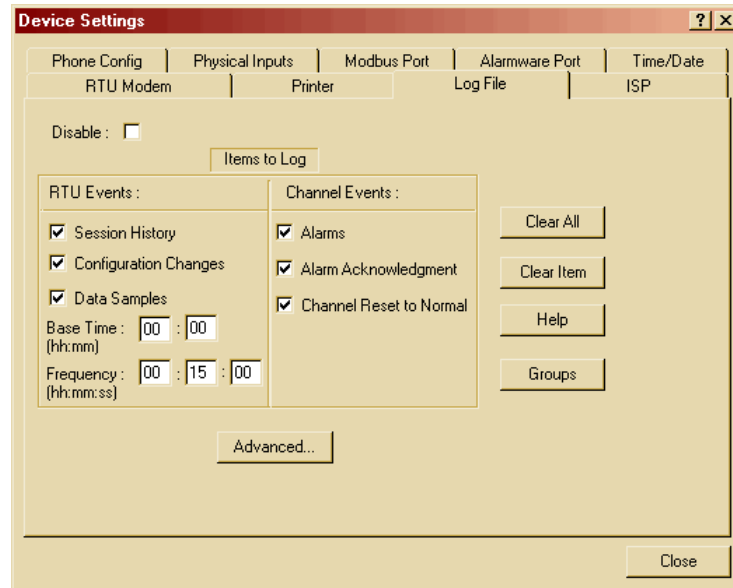 Device Settings ? X
Phone Config Physical Inputs Modbus Port Alarmware Port Time/Date
RTU Modem Printer Log File ISP
Disable :
Items to Log
RTU Events : Channel Events :
Session History Alarms
Configuration Changes Alarm Acknowledgment
Data Samples Channel Reset to Normal
Base Time : 00 : 00
(hh:mm)
Frequency : 00 : 15 : 00
(hh:mm:ss)
Clear All
Clear Item
Help
Groups
Advanced...
Close